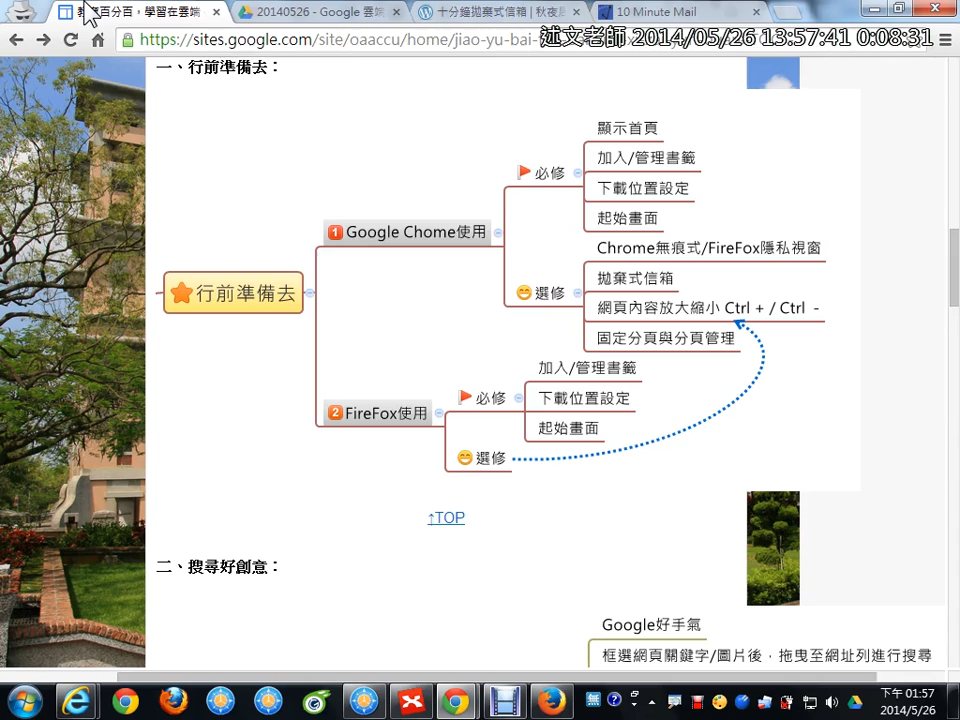 教育百分百，學習在雲端
20140526 - Google 雲端
十分鐘拋棄式信箱 | 秋夜
10 Minute Mail
https://sites.google.com/site/oaaccu/home/jiao-yu-bai-
述文老師 2014/05/26 13:57:41 0:08:31
一、行前準備去：
行前準備去
1 Google Chome使用
必修
顯示首頁
加入/管理書籤
下載位置設定
起始畫面
選修
Chrome無痕式/FireFox隱私視窗
拋棄式信箱
網頁內容放大縮小 Ctrl + / Ctrl -
固定分頁與分頁管理
2 FireFox使用
必修
加入/管理書籤
下載位置設定
起始畫面
選修
↑TOP
二、搜尋好創意：
Google好手氣
框選網頁關鍵字/圖片後，拖曳至網址列進行搜尋
下午 01:57
2014/5/26